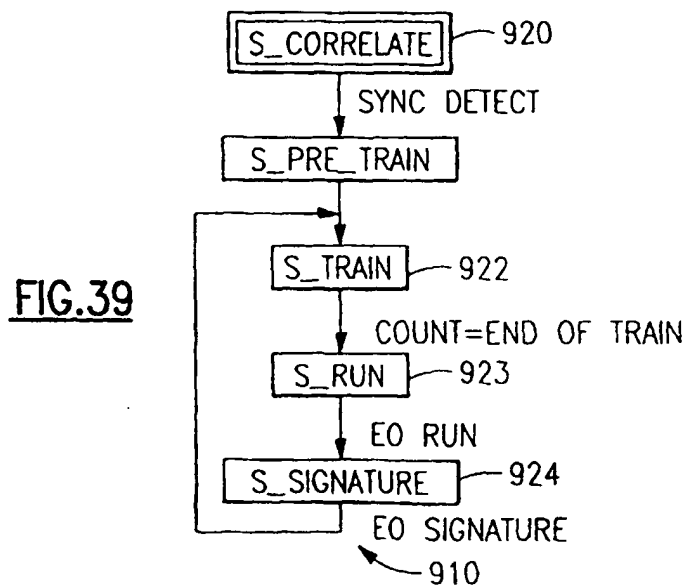 S_CORRELATE
920
SYNC DETECT
S_PRE_TRAIN
S_TRAIN
922
FIG.39
COUNT=END OF TRAIN
S_RUN
923
EO RUN
S_SIGNATURE
924
EO SIGNATURE
910